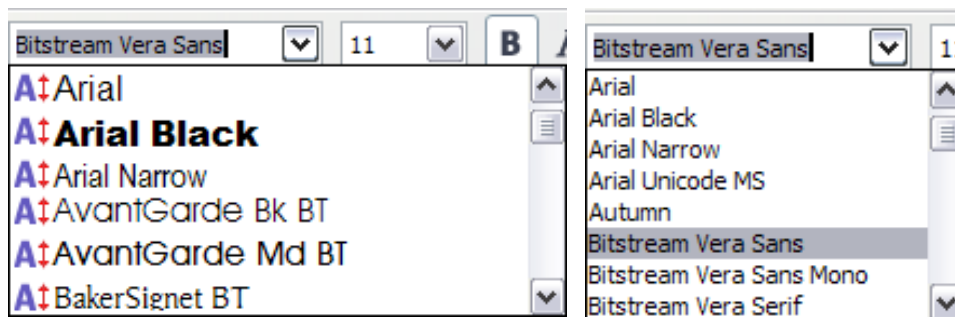 Bitstream Vera Sans 11 B
Arial
Arial Black
Arial Narrow
AvantGarde Bk BT
AvantGarde Md BT
BakerSignet BT
Bitstream Vera Sans
Arial
Arial Black
Arial Narrow
Arial Unicode MS
Autumn
Bitstream Vera Sans
Bitstream Vera Sans Mono
Bitstream Vera Serif